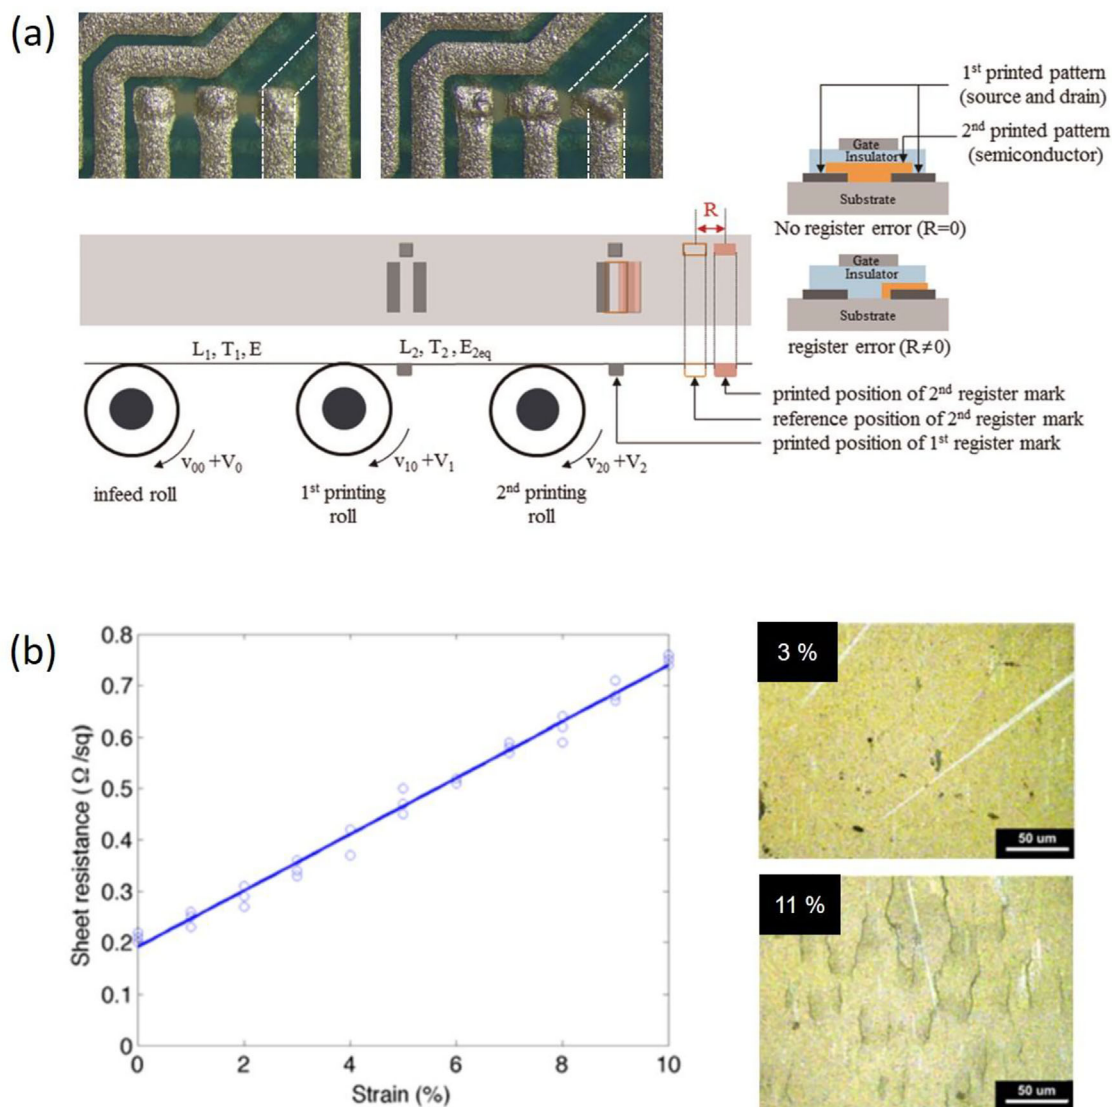 (a)
1st printed pattern
(source and drain)
2nd printed pattern
(semiconductor)
Gate
Insulator
Substrate
No register error (R=0)
R
Gate
Insulator
Substrate
register error (R≠0)
L1, T1, E
L2, T2, E2eq
printed position of 2nd register mark
reference position of 2nd register mark
printed position of 1st register mark
v00 +V0
v10 +V1
v20 +V2
infeed roll
1st printing
roll
2nd printing
roll
(b)
0.8
0.7
0.6
0.5
0.4
0.3
0.2
0.1
0
Sheet resistance (Ω/sq)
0
2
4
6
8
10
Strain (%)
3 %
50 um
11 %
50 um